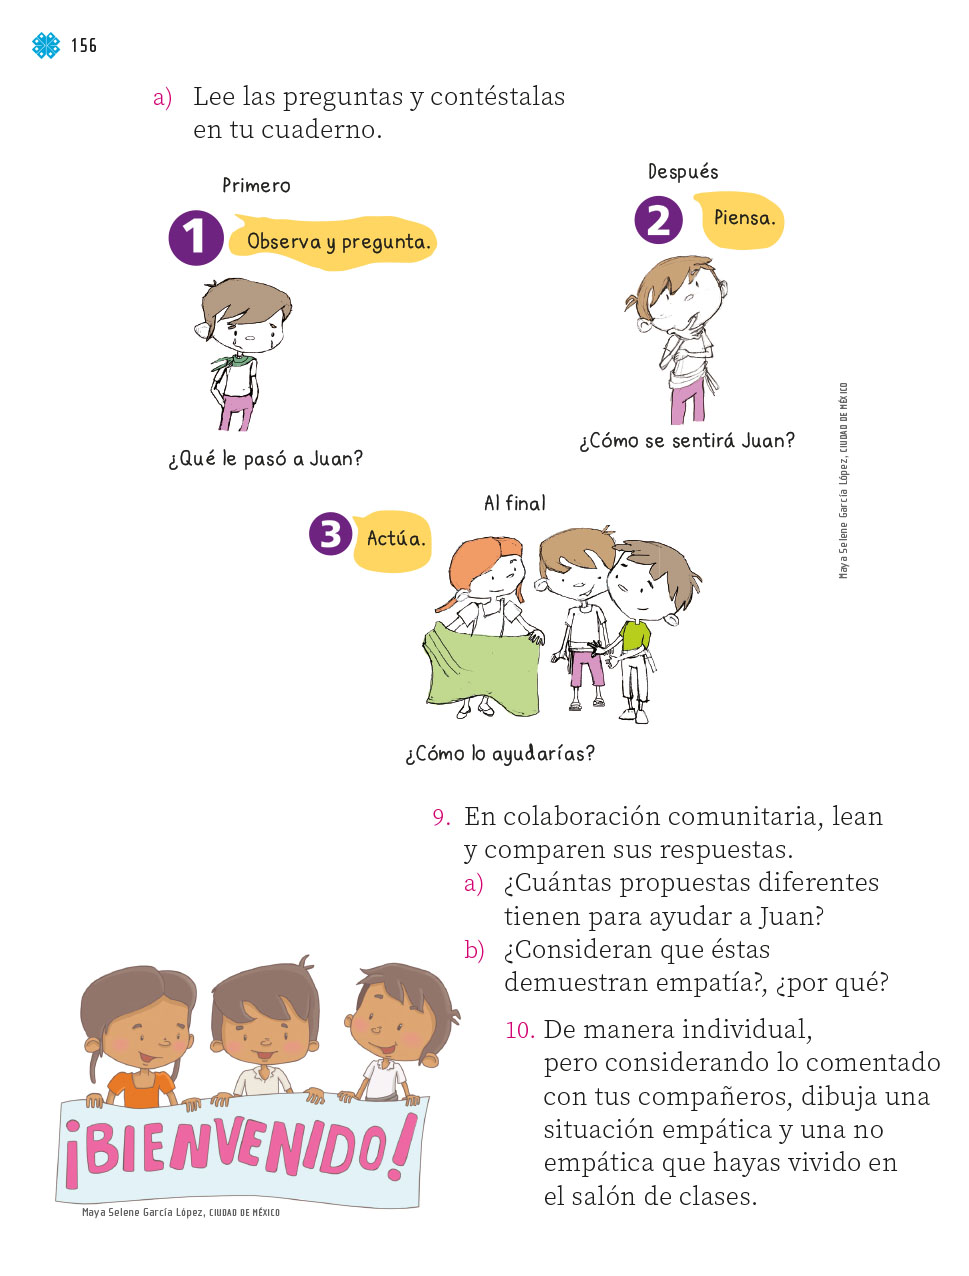 156
a) Lee las preguntas y contéstalas
en tu cuaderno.
Primero
1 Observa y pregunta.
¿Qué le pasó a Juan?
Después
2 Piensa.
¿Cómo se sentirá Juan?
Maya Selene García López, CIUDAD DE MÉXICO
Al final
3 Actúa.
¿Cómo lo ayudarías?
9. En colaboración comunitaria, lean
y comparen sus respuestas.
a) ¿Cuántas propuestas diferentes
tienen para ayudar a Juan?
b) ¿Consideran que éstas
demuestran empatía?, ¿por qué?
10. De manera individual,
pero considerando lo comentado
con tus compañeros, dibuja una
situación empática y una no
empática que hayas vivido en
el salón de clases.
¡BIENVENIDO!
Maya Selene García López, CIUDAD DE MÉXICO